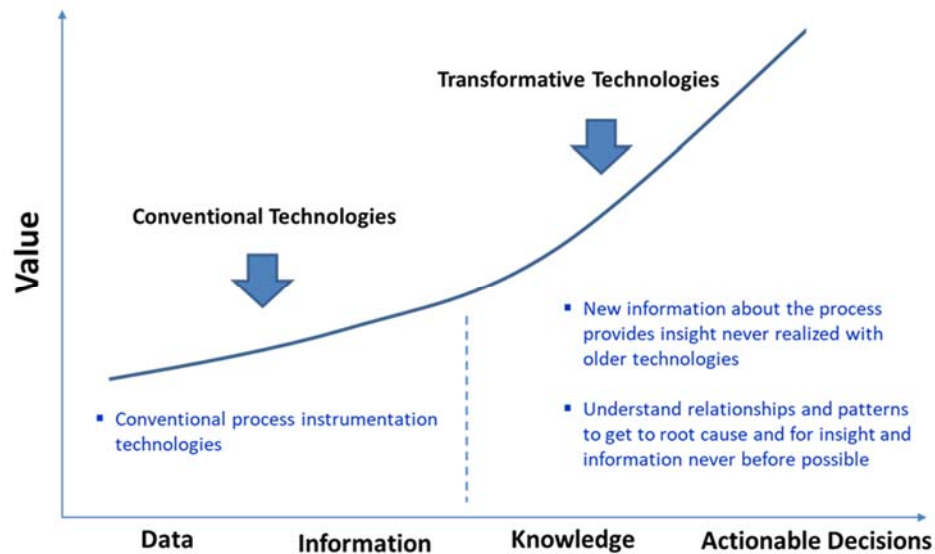 Transformative Technologies
Conventional Technologies
Value
▪ New information about the process
provides insight never realized with
older technologies
▪ Conventional process instrumentation
technologies
▪ Understand relationships and patterns
to get to root cause and for insight and
information never before possible
Data
Information
Knowledge
Actionable Decisions